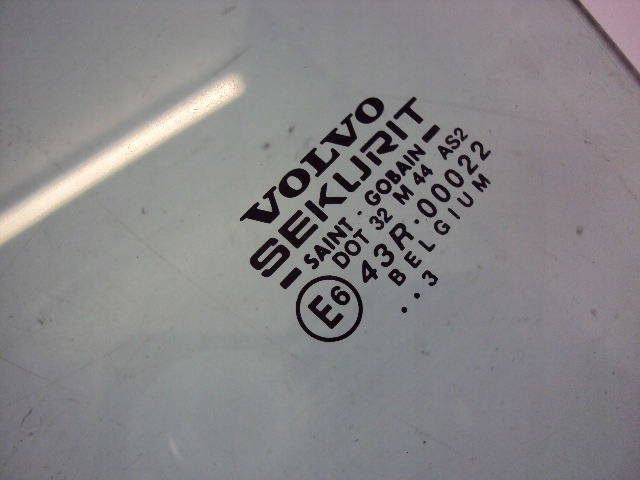 VOLVO
SEKURIT
- SAINT - GOBAIN -
DOT 32 M 44 AS2
E6 43R-00022
BELGIUM
..3